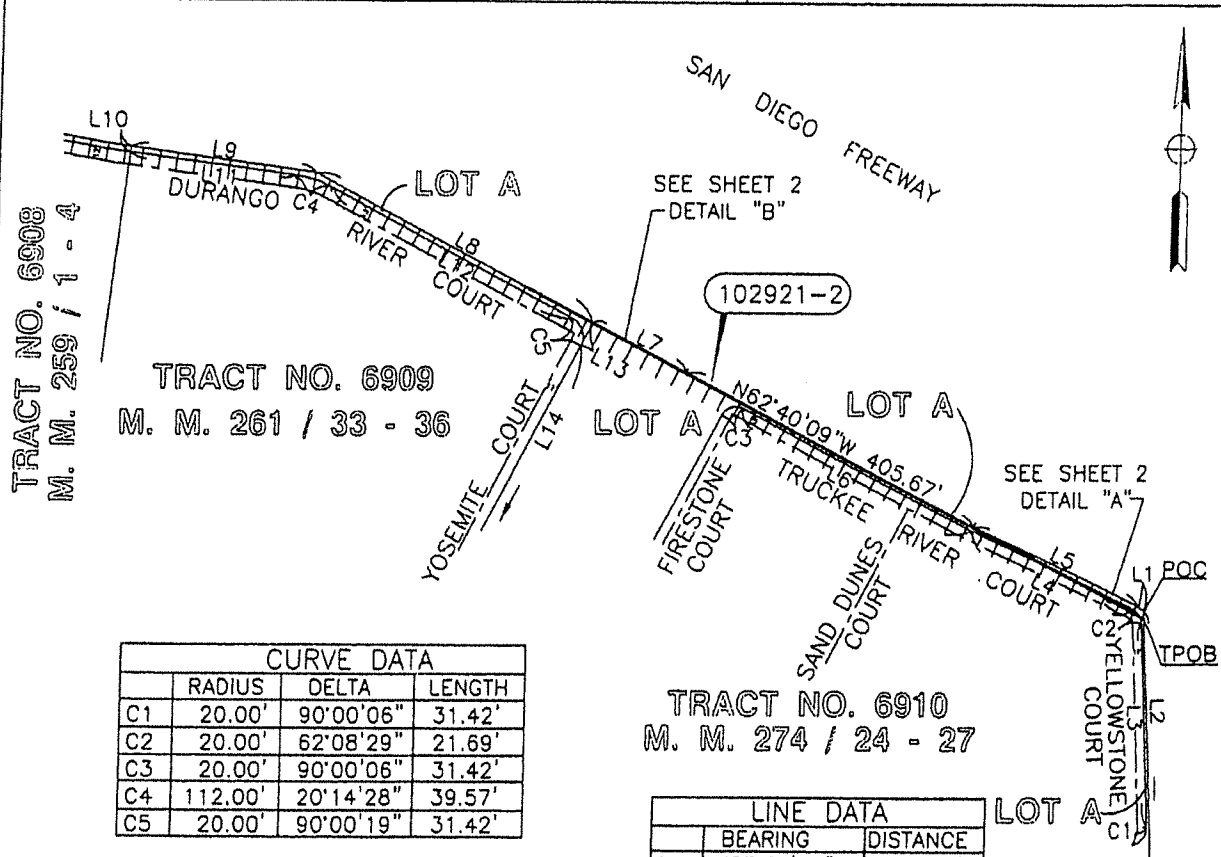 SAN DIEGO FREEWAY
L10
L9
L11
DURANGO
C4
LOT A
RIVER
L8
L12
COURT
SEE SHEET 2
DETAIL "B"
102921-2
L7
C5
L13
TRACT NO. 6908
M. M. 259 / 1 - 4
TRACT NO. 6909
M. M. 261 / 33 - 36
YOSEMITE COURT
L14
LOT A
C3
N62°40'09"W 405.67'
LOT A
L6
TRUCKEE
RIVER
COURT
FIRESTONE
COURT
SAND DUNES
COURT
SEE SHEET 2
DETAIL "A"
L5
L4
L1
POC
C2
TPOB
YELLOWSTONE
COURT
L3
L2
C1
LOT A
TRACT NO. 6910
M. M. 274 / 24 - 27
CURVE DATA
RADIUS DELTA LENGTH
C1 20.00' 90°00'06" 31.42'
C2 20.00' 62°08'29" 21.69'
C3 20.00' 90°00'06" 31.42'
C4 112.00' 20°14'28" 39.57'
C5 20.00' 90°00'19" 31.42'
LINE DATA
BEARING DISTANCE